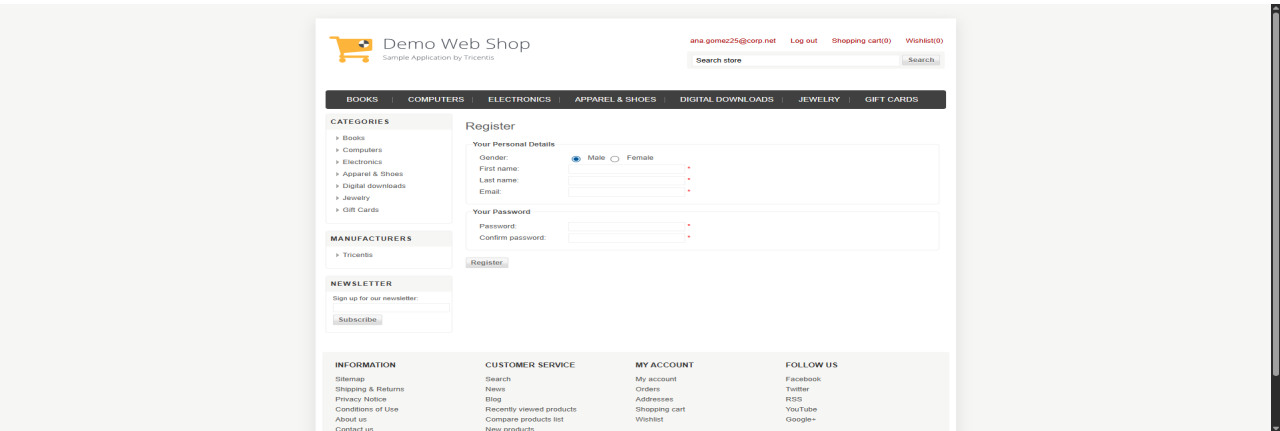 Demo Web Shop
Sample Application by Tricentis
ana.gomez25@corp.net Log out Shopping cart(0) Wishlist(0)
Search store Search
BOOKS | COMPUTERS | ELECTRONICS | APPAREL & SHOES | DIGITAL DOWNLOADS | JEWELRY | GIFT CARDS
CATEGORIES
Books
Computers
Electronics
Apparel & Shoes
Digital downloads
Jewelry
Gift Cards
MANUFACTURERS
Tricentis
NEWSLETTER
Sign up for our newsletter:
Subscribe
Register
Your Personal Details
Gender: Male Female
First name: *
Last name: *
Email: *
Your Password
Password: *
Confirm password: *
Register
INFORMATION
Sitemap
Shipping & Returns
Privacy Notice
Conditions of Use
About us
Contact us
CUSTOMER SERVICE
Search
News
Blog
Recently viewed products
Compare products list
New products
MY ACCOUNT
My account
Orders
Addresses
Shopping cart
Wishlist
FOLLOW US
Facebook
Twitter
RSS
YouTube
Google+